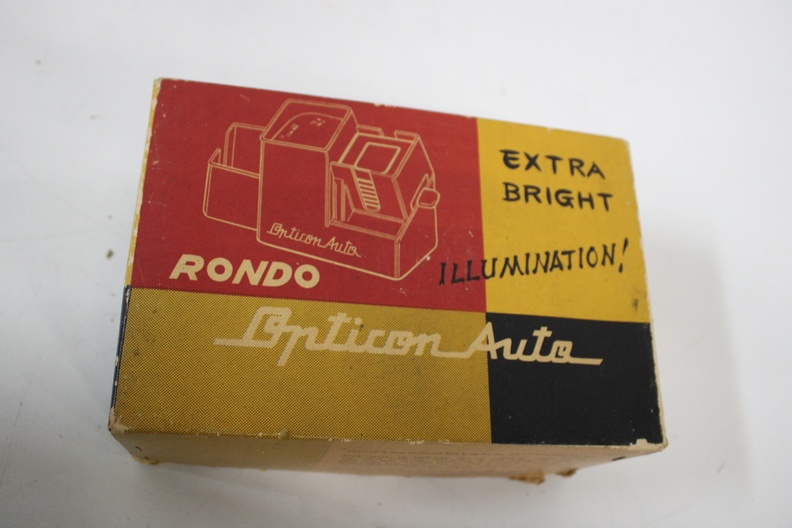 Opticon Auto
RONDO
EXTRA
BRIGHT
ILLUMINATION!
Opticon Auto